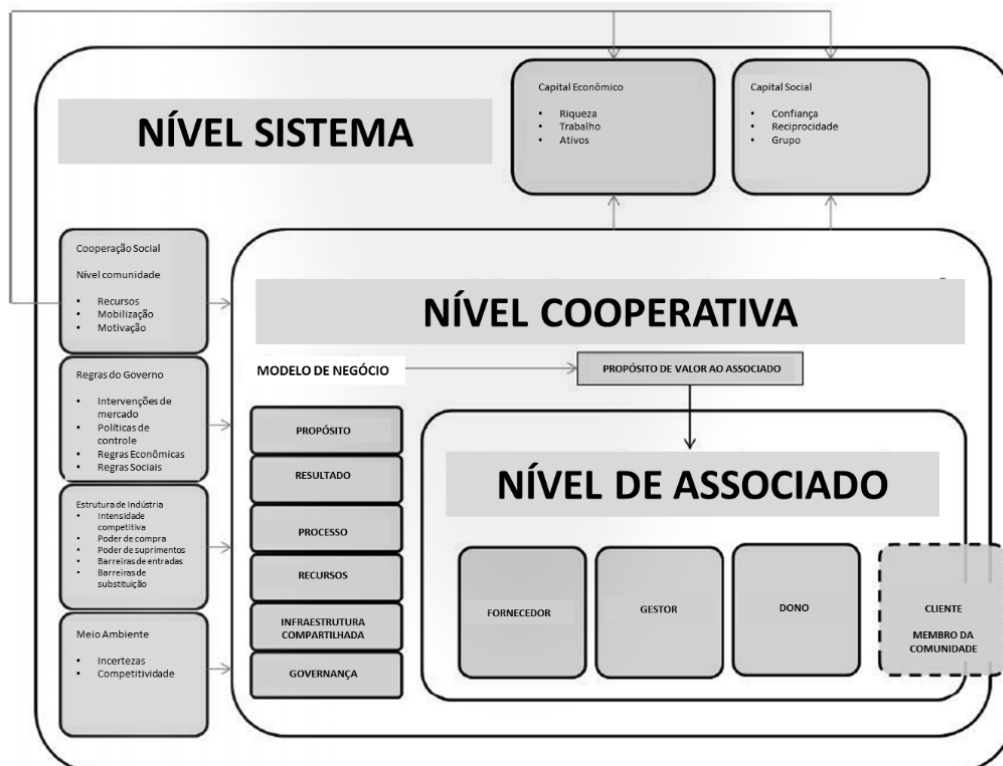 NÍVEL SISTEMA
Capital Econômico
• Riqueza
• Trabalho
• Ativos
Capital Social
• Confiança
• Reciprocidade
• Grupo
Cooperação Social
Nível comunidade
• Recursos
• Mobilização
• Motivação
Regras do Governo
• Intervenções de
mercado
• Políticas de
controle
• Regras Econômicas
• Regras Sociais
Estrutura de Indústria
• Intensidade
competitiva
• Poder de compra
• Poder de suprimentos
• Barreiras de entradas
• Barreiras de
substituição
Meio Ambiente
• Incertezas
• Competitividade
NÍVEL COOPERATIVA
MODELO DE NEGÓCIO
PROPÓSITO DE VALOR AO ASSOCIADO
PROPÓSITO
RESULTADO
PROCESSO
RECURSOS
INFRAESTRUTURA
COMPARTILHADA
GOVERNANÇA
NÍVEL DE ASSOCIADO
FORNECEDOR
GESTOR
DONO
CLIENTE
MEMBRO DA
COMUNIDADE